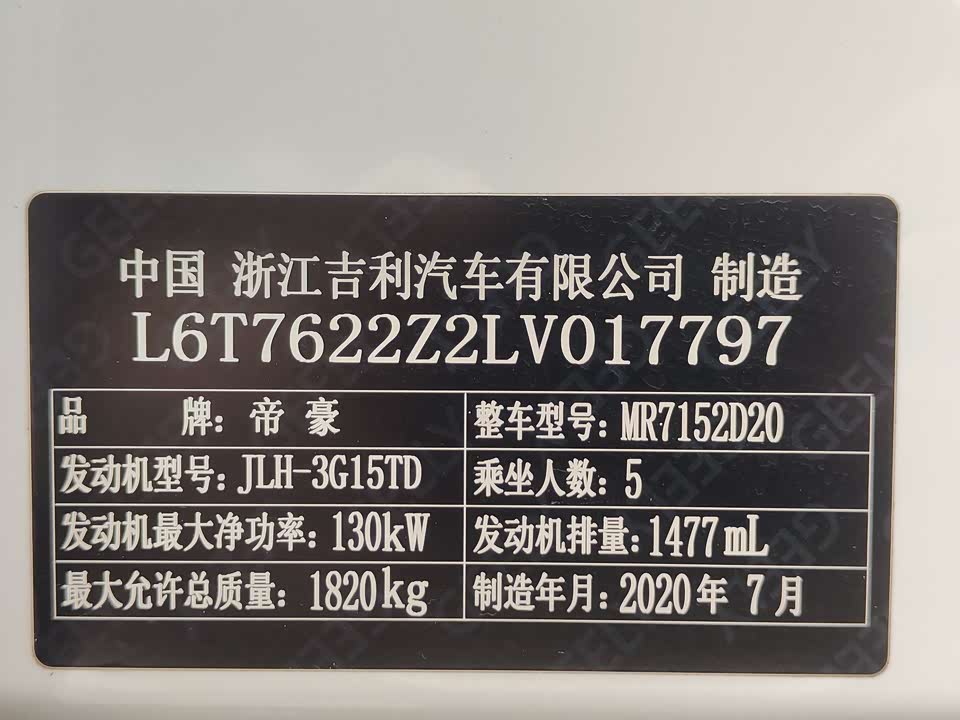 中国 浙江吉利汽车有限公司 制造
L6T7622Z2LV017797
品 牌: 帝豪 整车型号: MR7152D20
发动机型号: JLH-3G15TD 乘坐人数: 5
发动机最大净功率: 130kW 发动机排量: 1477mL
最大允许总质量: 1820kg 制造年月: 2020年 7月